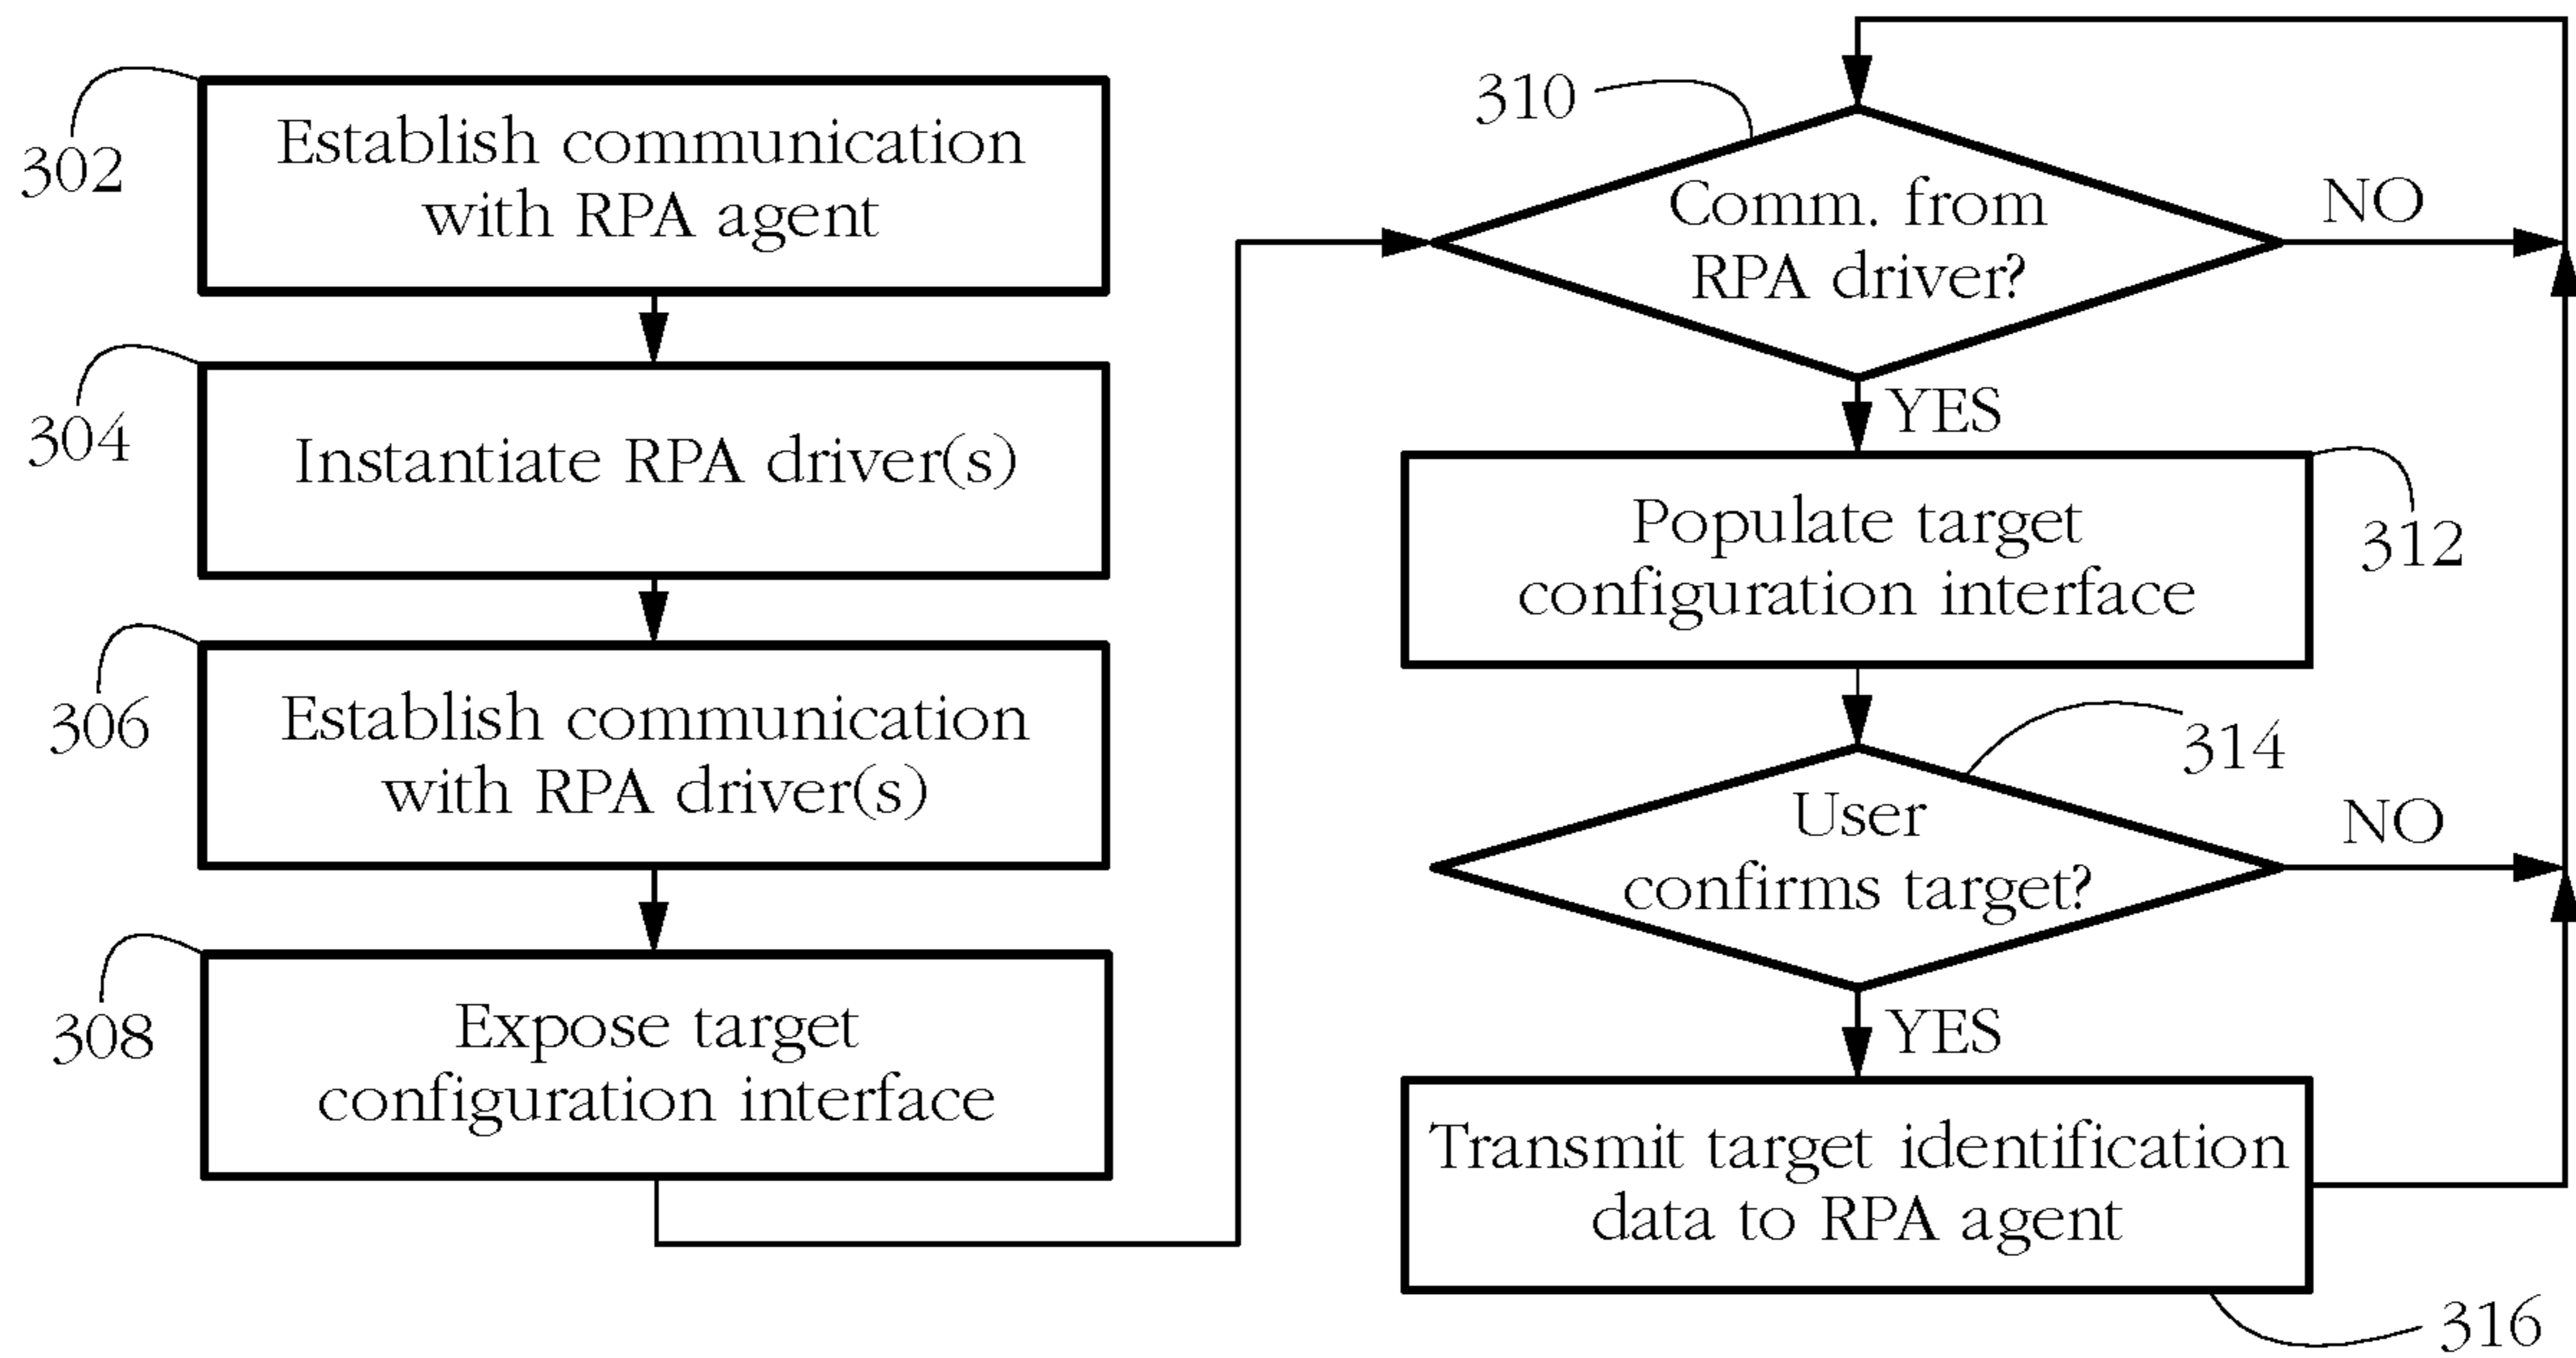 302
Establish communication
with RPA agent
304
Instantiate RPA driver(s)
306
Establish communication
with RPA driver(s)
308
Expose target
configuration interface
310
Comm. from
RPA driver?
NO
YES
312
Populate target
configuration interface
314
User
confirms target?
NO
YES
Transmit target identification
data to RPA agent
316